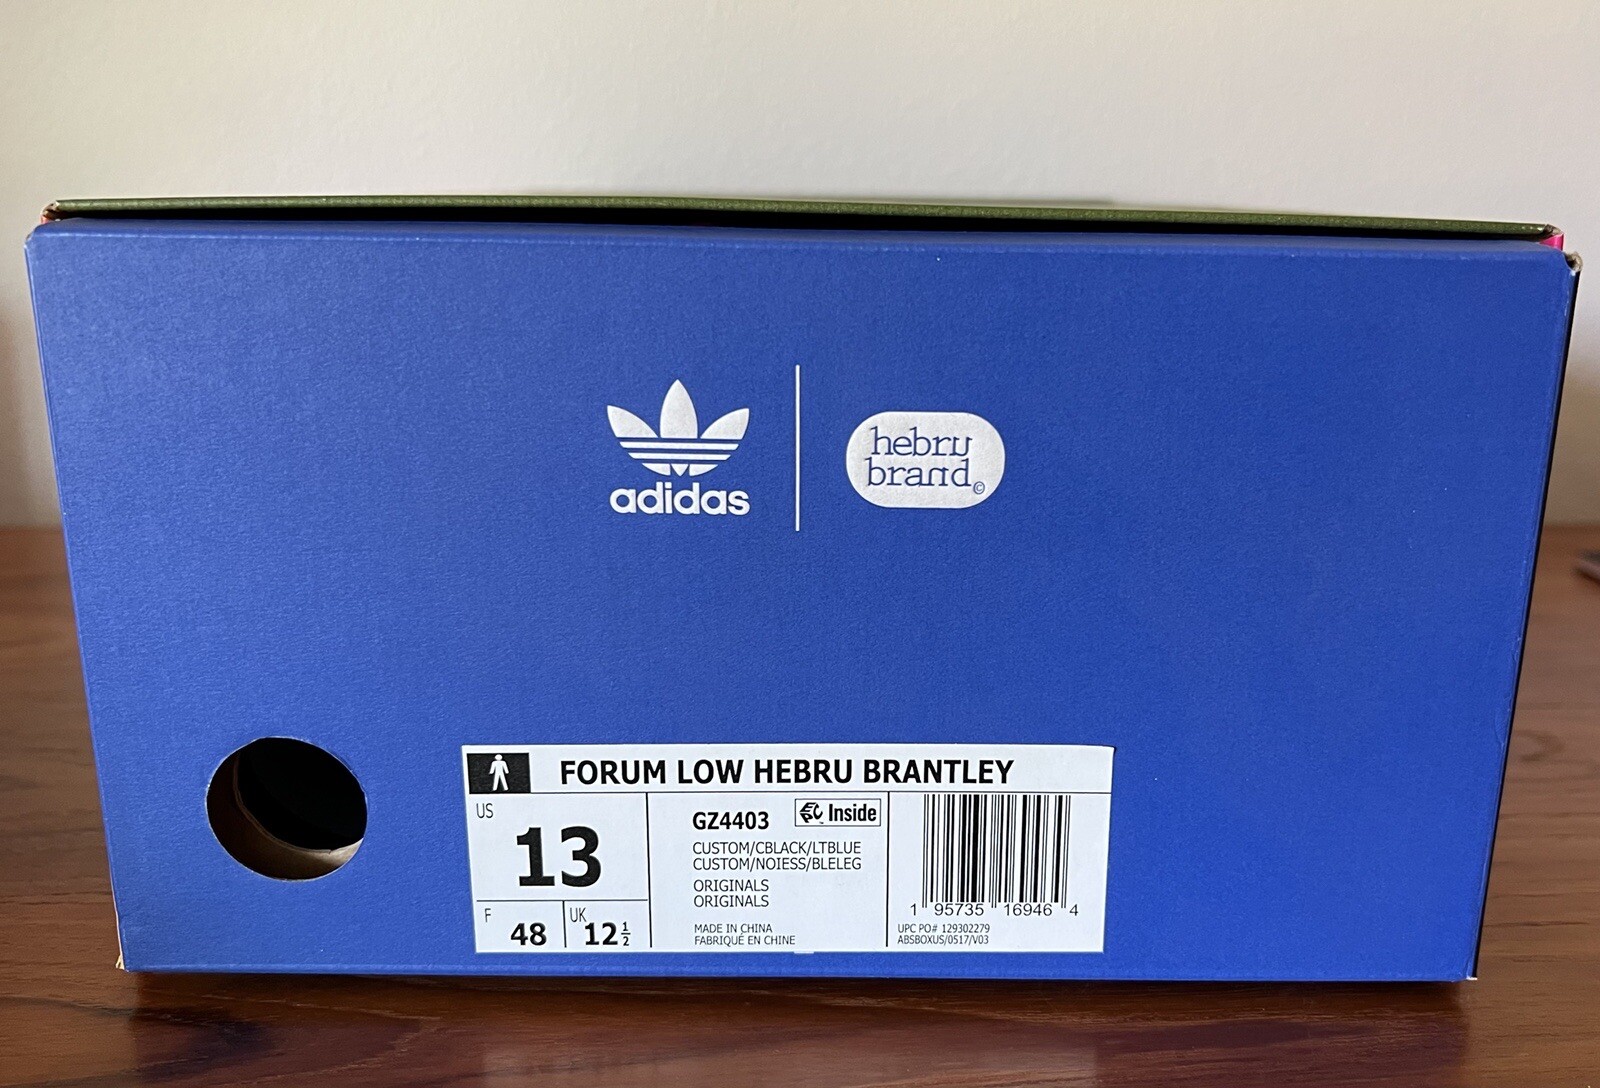 adidas
hebru
brand©
FORUM LOW HEBRU BRANTLEY
US
13
F
48
UK
12 1/2
GZ4403
Inside
CUSTOM/CBLACK/LTBLUE
CUSTOM/NOIESS/BLELEG
ORIGINALS
ORIGINALS
MADE IN CHINA
FABRIQUÉ EN CHINE
1 95735 16946 4
UPC PO# 129302279
ABSBOXUS/0517/V03